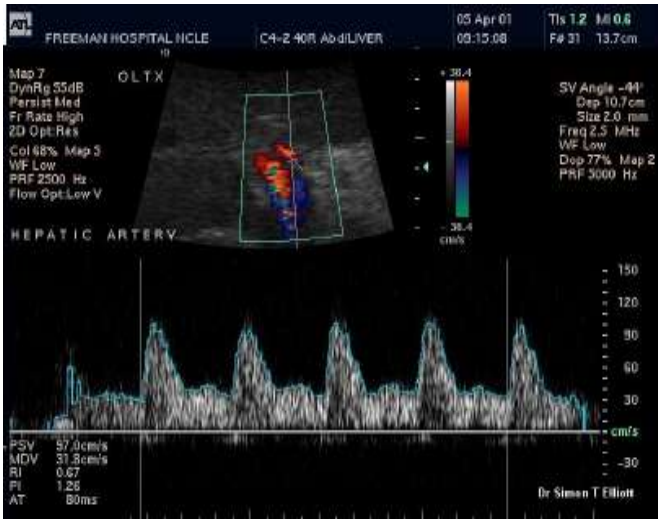 ATL
FREEMAN HOSPITAL NCLE
C4-2 40R Abd/LIVER
05 Apr 01
09:15:08
TIs 1.2 MI 0.6
F# 31 13.7cm
Map 7
DynRg 55dB
Persist Med
Fr Rate High
2D Opt:Res
Col 68% Map 3
WF Low
PRF 2500 Hz
Flow Opt:Low V
OLTX
HEPATIC ARTERY
+ 38.4
- 38.4
cm/s
SV Angle -44°
Dep 10.7cm
Size 2.0 mm
Freq 2.5 MHz
WF Low
Dop 77% Map 2
PRF 5000 Hz
150
120
90
60
30
cm/s
-30
PSV 97.0cm/s
MDV 31.8cm/s
RI 0.67
PI 1.26
AT 80ms
Dr Simon T Elliott